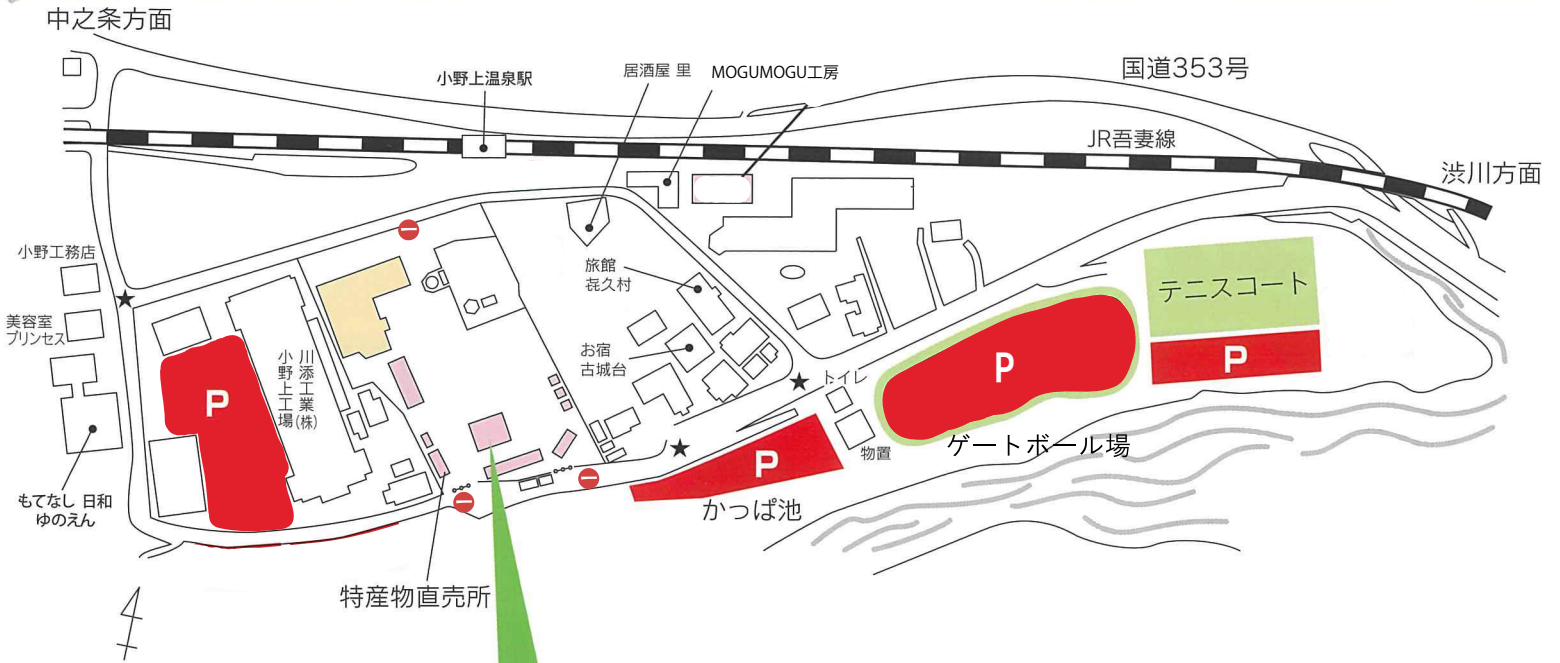 中之条方面
小野上温泉駅
居酒屋 里
MOGUMOGU工房
国道353号
JR吾妻線
渋川方面
小野工務店
美容室
プリンセス
旅館
㐂久村
テニスコート
P
お宿
古城台
川添工業(株)
小野上工場
P
トイレ
P
物置
ゲートボール場
P
かっぱ池
もてなし 日和
ゆのえん
特産物直売所